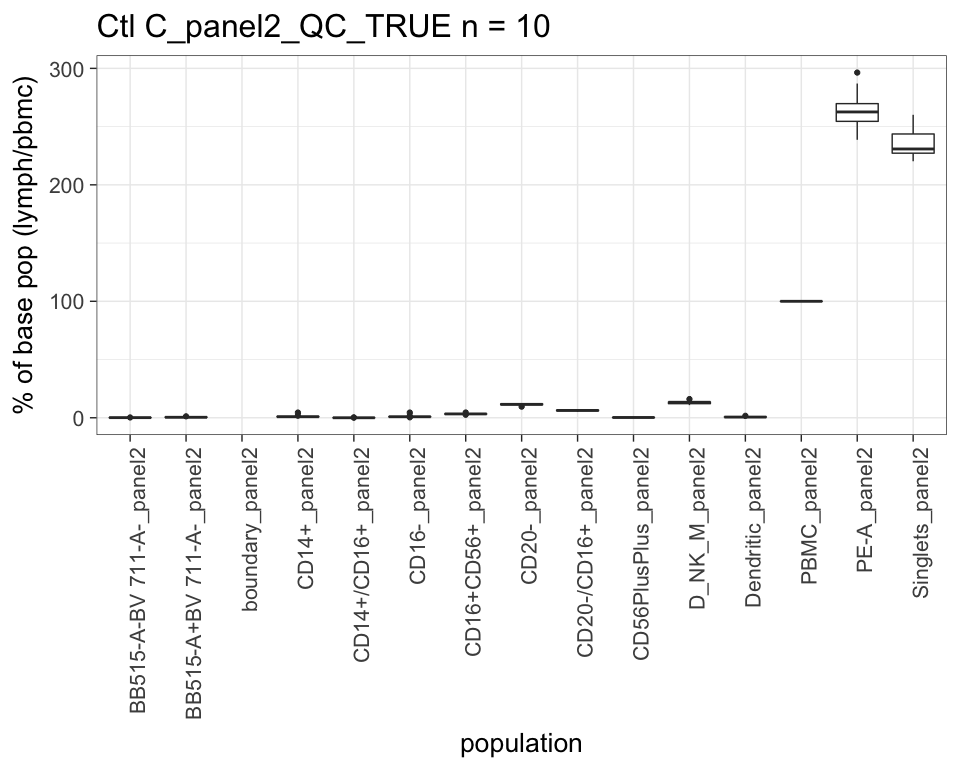 Ctl C_panel2_QC_TRUE n = 10
% of base pop (lymph/pbmc)
300
200
100
0
BB515-A-BV 711-A-_panel2
BB515-A+BV 711-A-_panel2
boundary_panel2
CD14+_panel2
CD14+/CD16+_panel2
CD16-_panel2
CD16+CD56+_panel2
CD20-_panel2
CD20-/CD16+_panel2
CD56PlusPlus_panel2
D_NK_M_panel2
Dendritic_panel2
PBMC_panel2
PE-A_panel2
Singlets_panel2
population